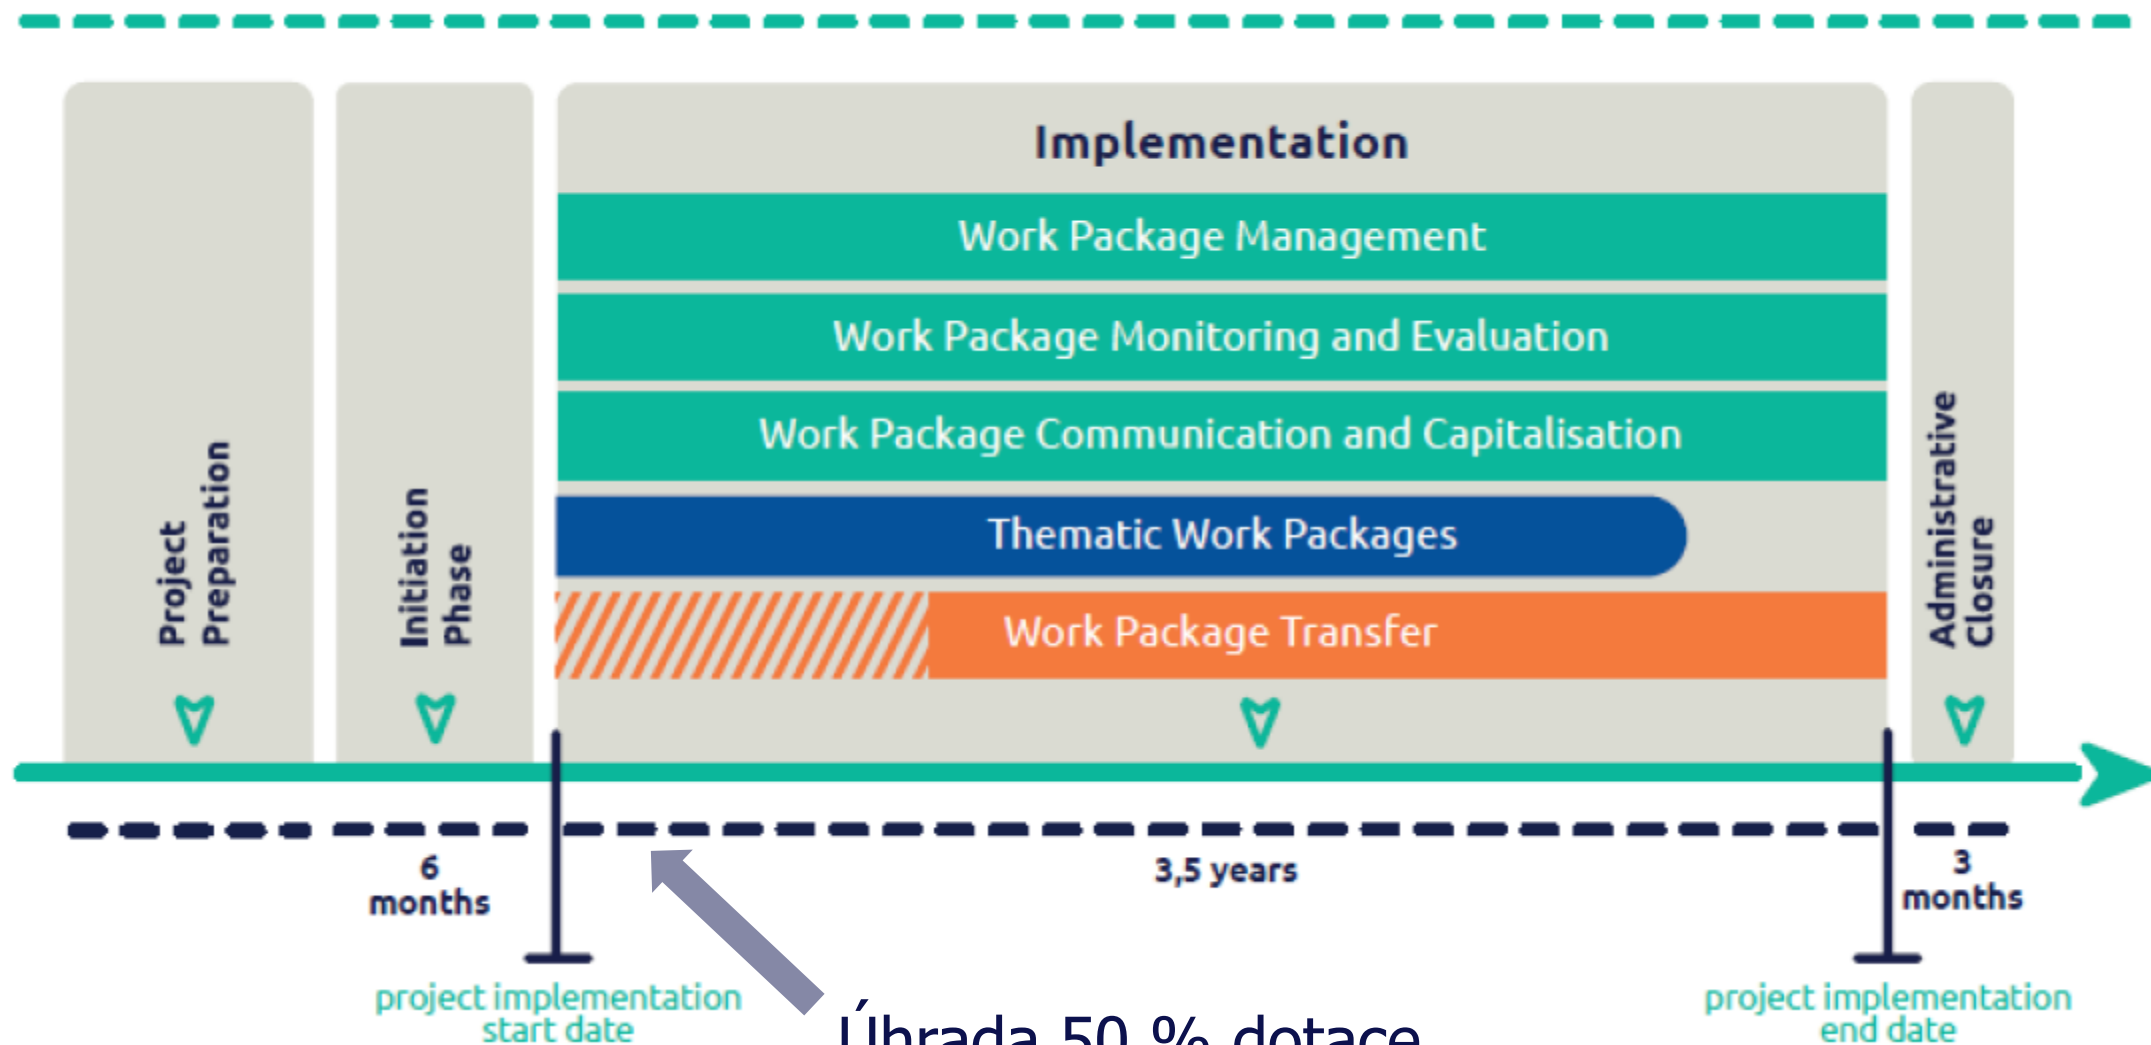 Implementation
Work Package Management
Work Package Monitoring and Evaluation
Work Package Communication and Capitalisation
Thematic Work Packages
Work Package Transfer
Project
Preparation
Initiation
Phase
Administrative
Closure
6
months
3,5 years
3
months
project implementation
start date
project implementation
end date
Úhrada 50 % dotace